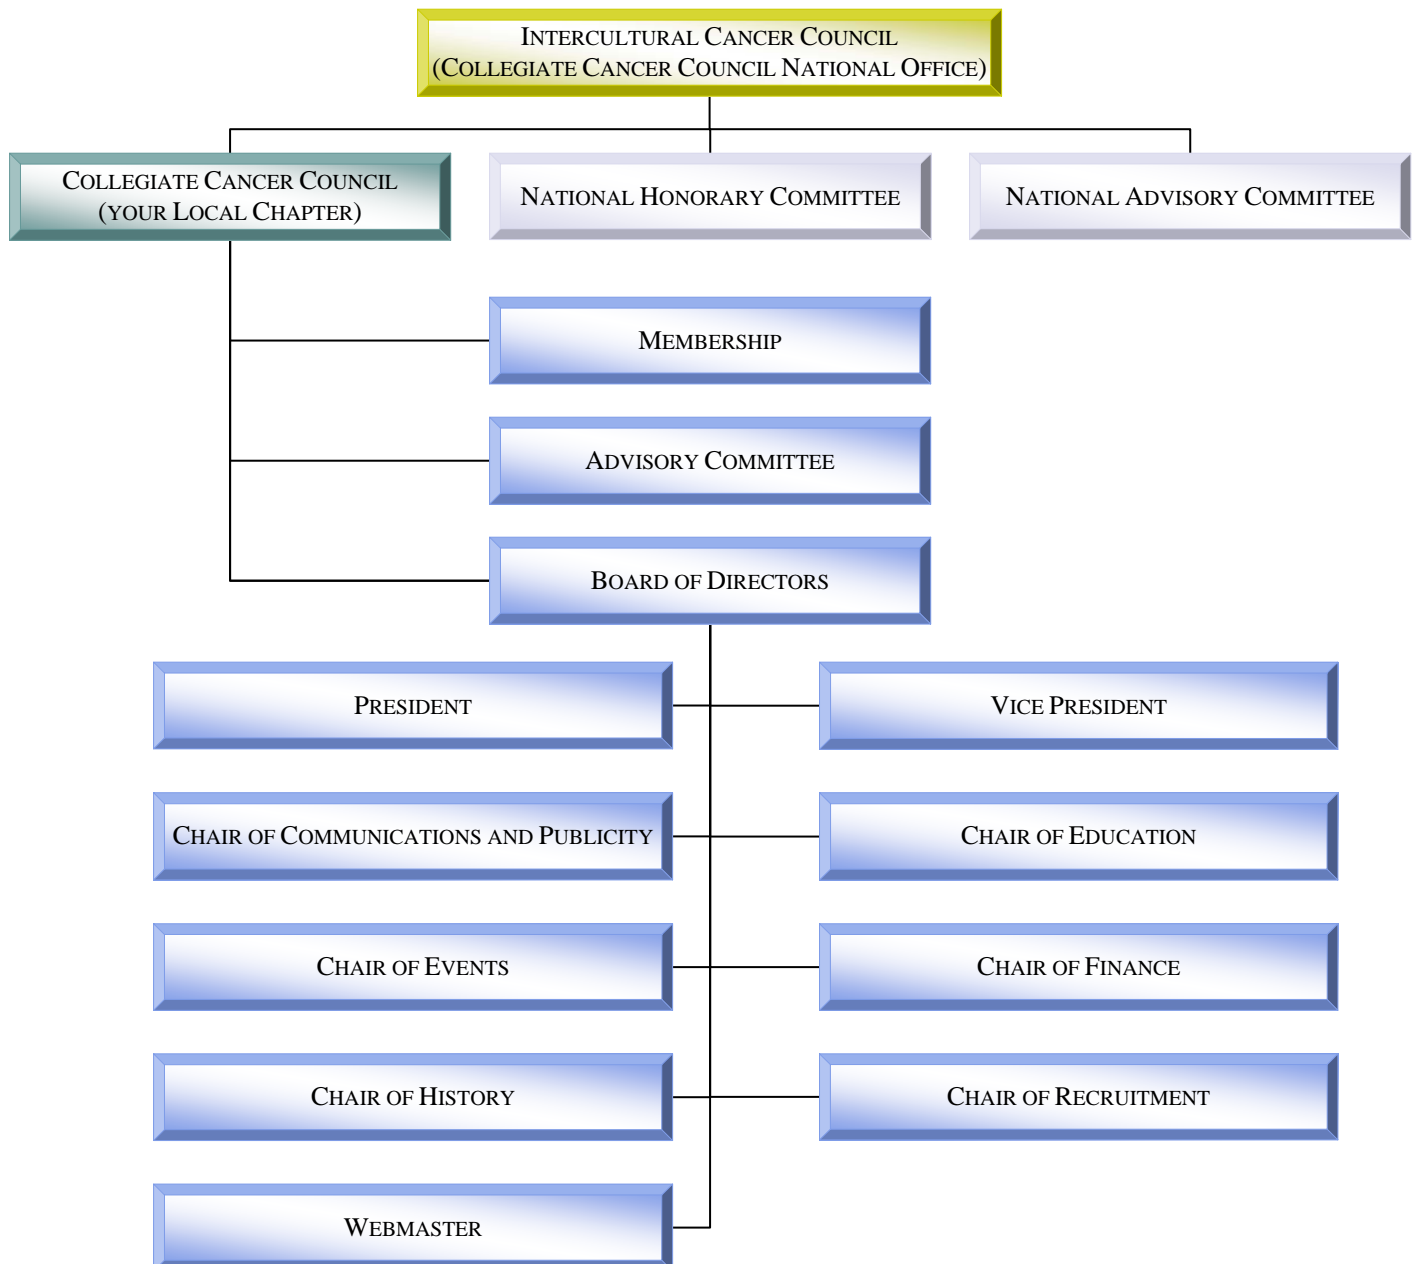 INTERCULTURAL CANCER COUNCIL
(COLLEGIATE CANCER COUNCIL NATIONAL OFFICE)
COLLEGIATE CANCER COUNCIL
(YOUR LOCAL CHAPTER)
NATIONAL HONORARY COMMITTEE
NATIONAL ADVISORY COMMITTEE
MEMBERSHIP
ADVISORY COMMITTEE
BOARD OF DIRECTORS
PRESIDENT
VICE PRESIDENT
CHAIR OF COMMUNICATIONS AND PUBLICITY
CHAIR OF EDUCATION
CHAIR OF EVENTS
CHAIR OF FINANCE
CHAIR OF HISTORY
CHAIR OF RECRUITMENT
WEBMASTER